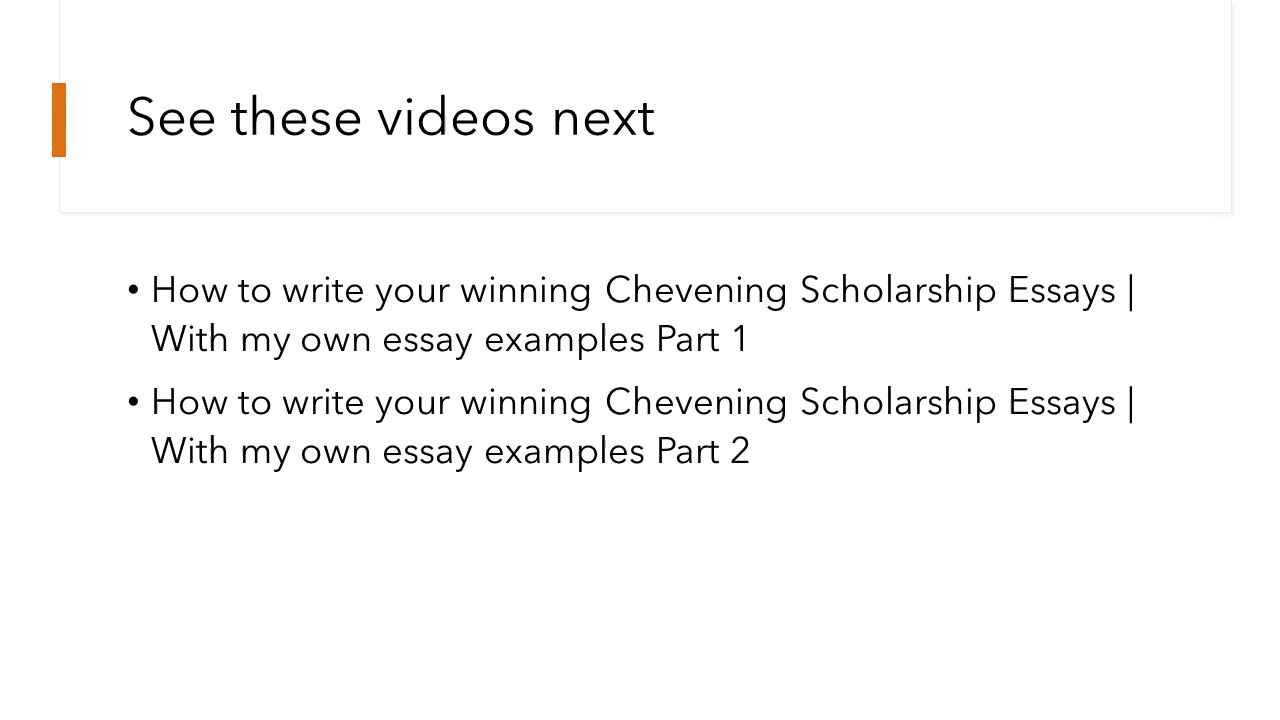 See these videos next
• How to write your winning Chevening Scholarship Essays |
With my own essay examples Part 1
• How to write your winning Chevening Scholarship Essays |
With my own essay examples Part 2